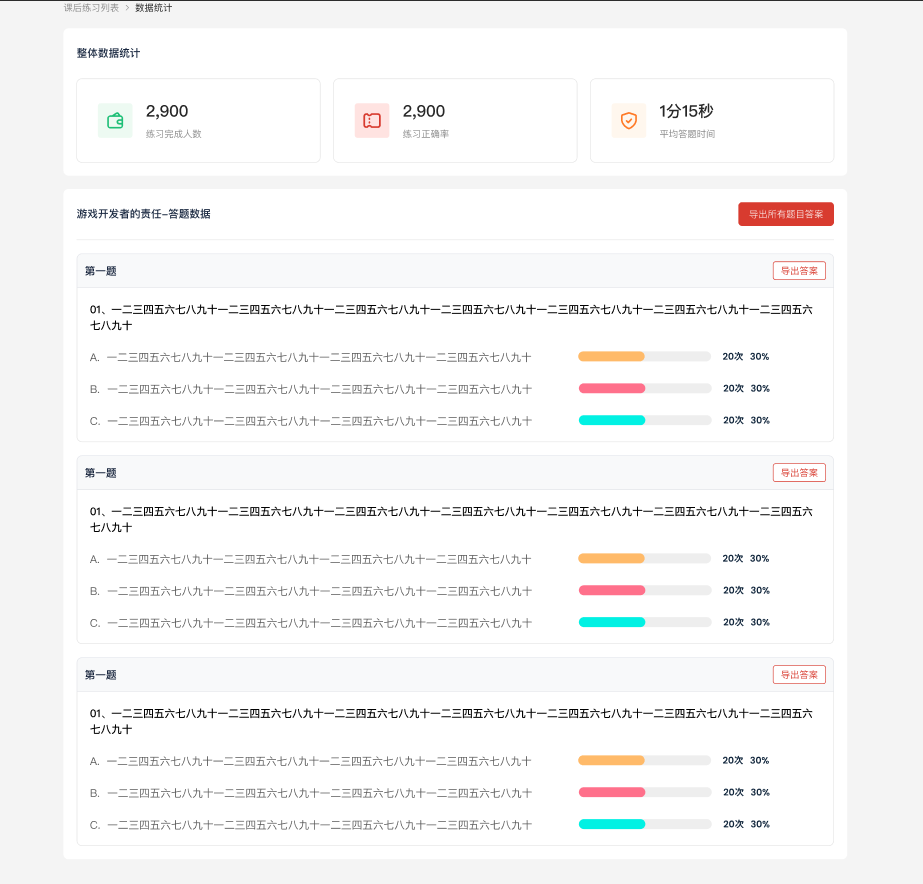 课后练习列表 > 数据统计
整体数据统计
2,900
练习完成人数
2,900
练习正确率
1分15秒
平均答题时间
游戏开发者的责任-答题数据
导出所有题目答案
第一题
导出答案
01、一二三四五六七八九十一二三四五六七八九十一二三四五六七八九十一二三四五六七八九十一二三四五六七八九十一二三四五六七八九十一二三四五六
七八九十
A. 一二三四五六七八九十一二三四五六七八九十一二三四五六七八九十一二三四五六七八九十 20次 30%
B. 一二三四五六七八九十一二三四五六七八九十一二三四五六七八九十一二三四五六七八九十 20次 30%
C. 一二三四五六七八九十一二三四五六七八九十一二三四五六七八九十一二三四五六七八九十 20次 30%
第一题
导出答案
01、一二三四五六七八九十一二三四五六七八九十一二三四五六七八九十一二三四五六七八九十一二三四五六七八九十一二三四五六七八九十一二三四五六
七八九十
A. 一二三四五六七八九十一二三四五六七八九十一二三四五六七八九十一二三四五六七八九十 20次 30%
B. 一二三四五六七八九十一二三四五六七八九十一二三四五六七八九十一二三四五六七八九十 20次 30%
C. 一二三四五六七八九十一二三四五六七八九十一二三四五六七八九十一二三四五六七八九十 20次 30%
第一题
导出答案
01、一二三四五六七八九十一二三四五六七八九十一二三四五六七八九十一二三四五六七八九十一二三四五六七八九十一二三四五六七八九十一二三四五六
七八九十
A. 一二三四五六七八九十一二三四五六七八九十一二三四五六七八九十一二三四五六七八九十 20次 30%
B. 一二三四五六七八九十一二三四五六七八九十一二三四五六七八九十一二三四五六七八九十 20次 30%
C. 一二三四五六七八九十一二三四五六七八九十一二三四五六七八九十一二三四五六七八九十 20次 30%